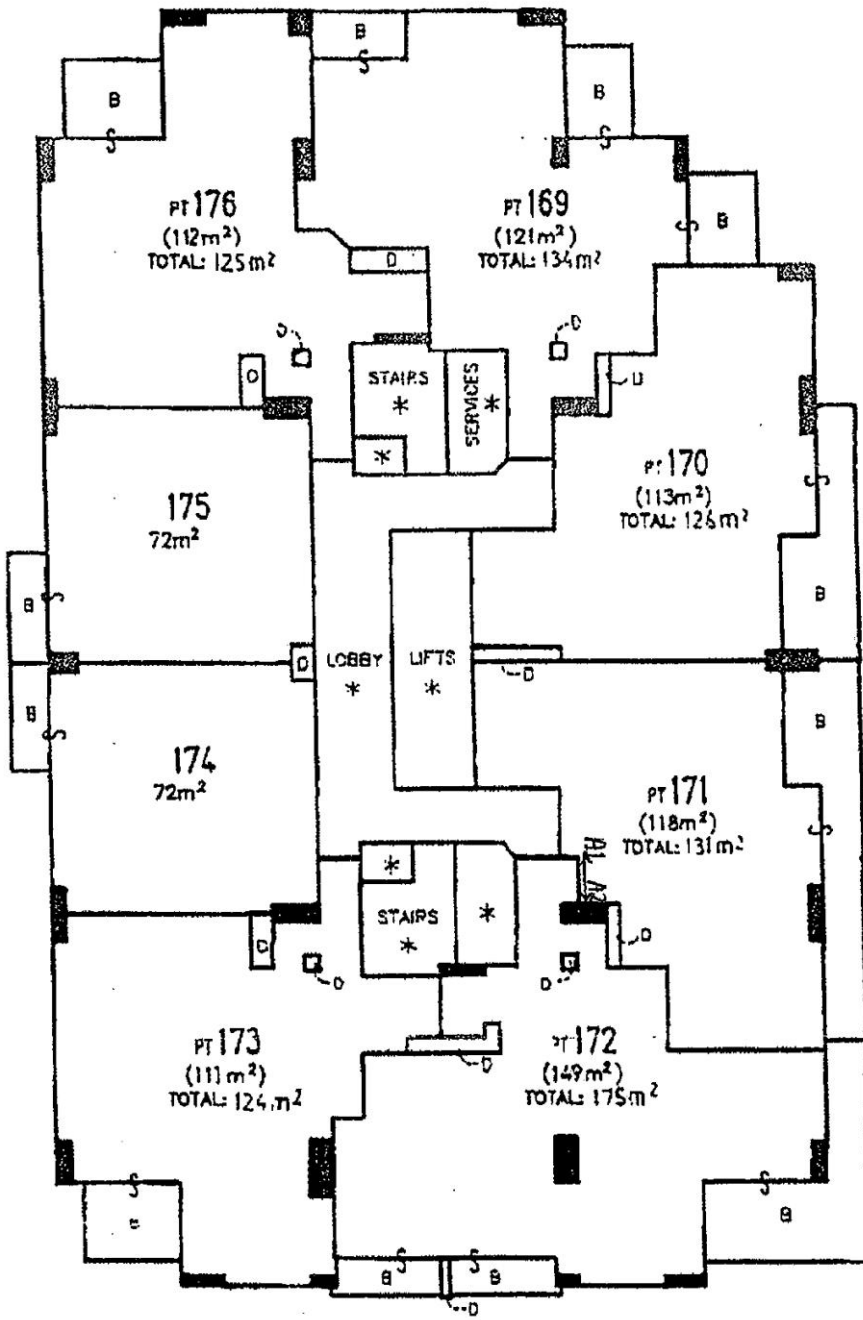 B
B
B
B
PT 176
(112m²)
TOTAL: 125m²
PT 169
(121m²)
TOTAL: 134m²
D
D
D
STAIRS
*
SERVICES
*
D
D
*
PT 170
(113m²)
TOTAL: 126m²
175
72m²
B
B
D
LOBBY
*
LIFTS
*
D
B
B
174
72m²
PT 171
(118m²)
TOTAL: 131m²
*
STAIRS
*
*
D
D
D
D
PT 173
(111m²)
TOTAL: 124m²
D
PT 172
(149m²)
TOTAL: 175m²
B
B
B
D